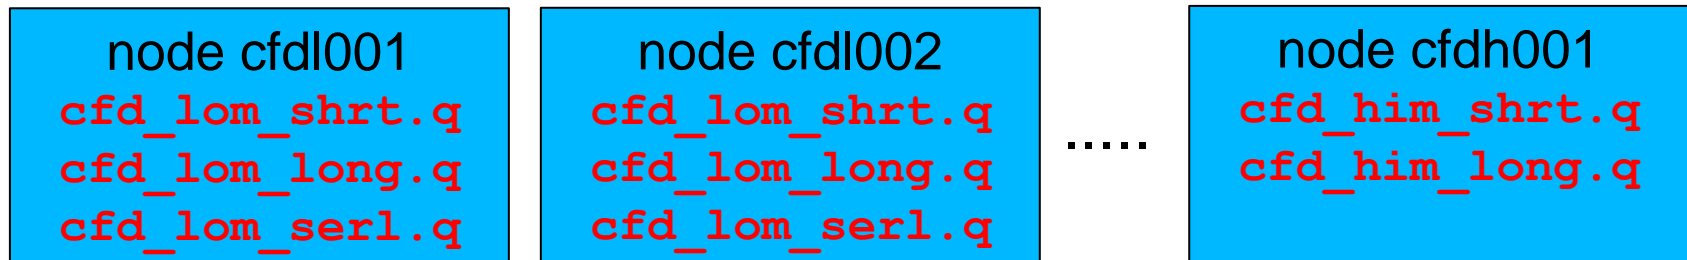 node cfdl001
cfd_lom_shrt.q
cfd_lom_long.q
cfd_lom_serl.q
node cfdl002
cfd_lom_shrt.q
cfd_lom_long.q
cfd_lom_serl.q
.....
node cfdh001
cfd_him_shrt.q
cfd_him_long.q